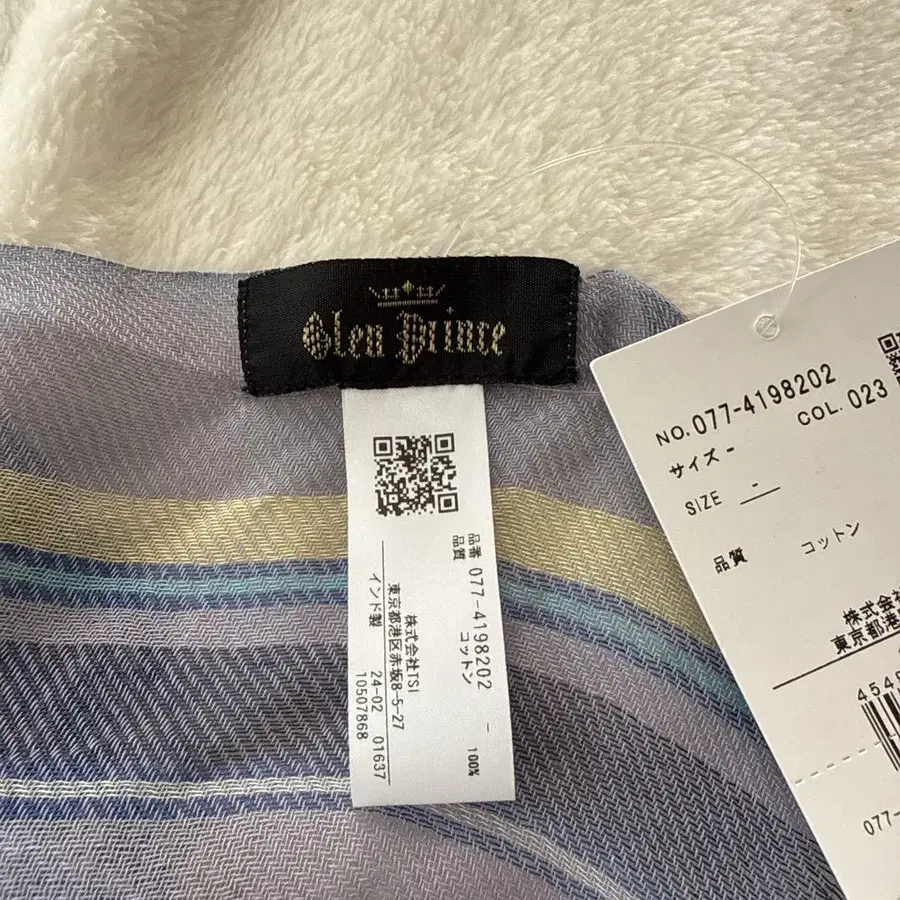 Glen Prince
品番 077-4198202 -
品質 コットン 100%
株式会社TSI
東京都港区赤坂8-5-27
インド製 24-02 01637
10507868
NO.077-4198202
COL.023
サイズ -
SIZE -
品質 コットン
株式会社
東京都港
454
077-